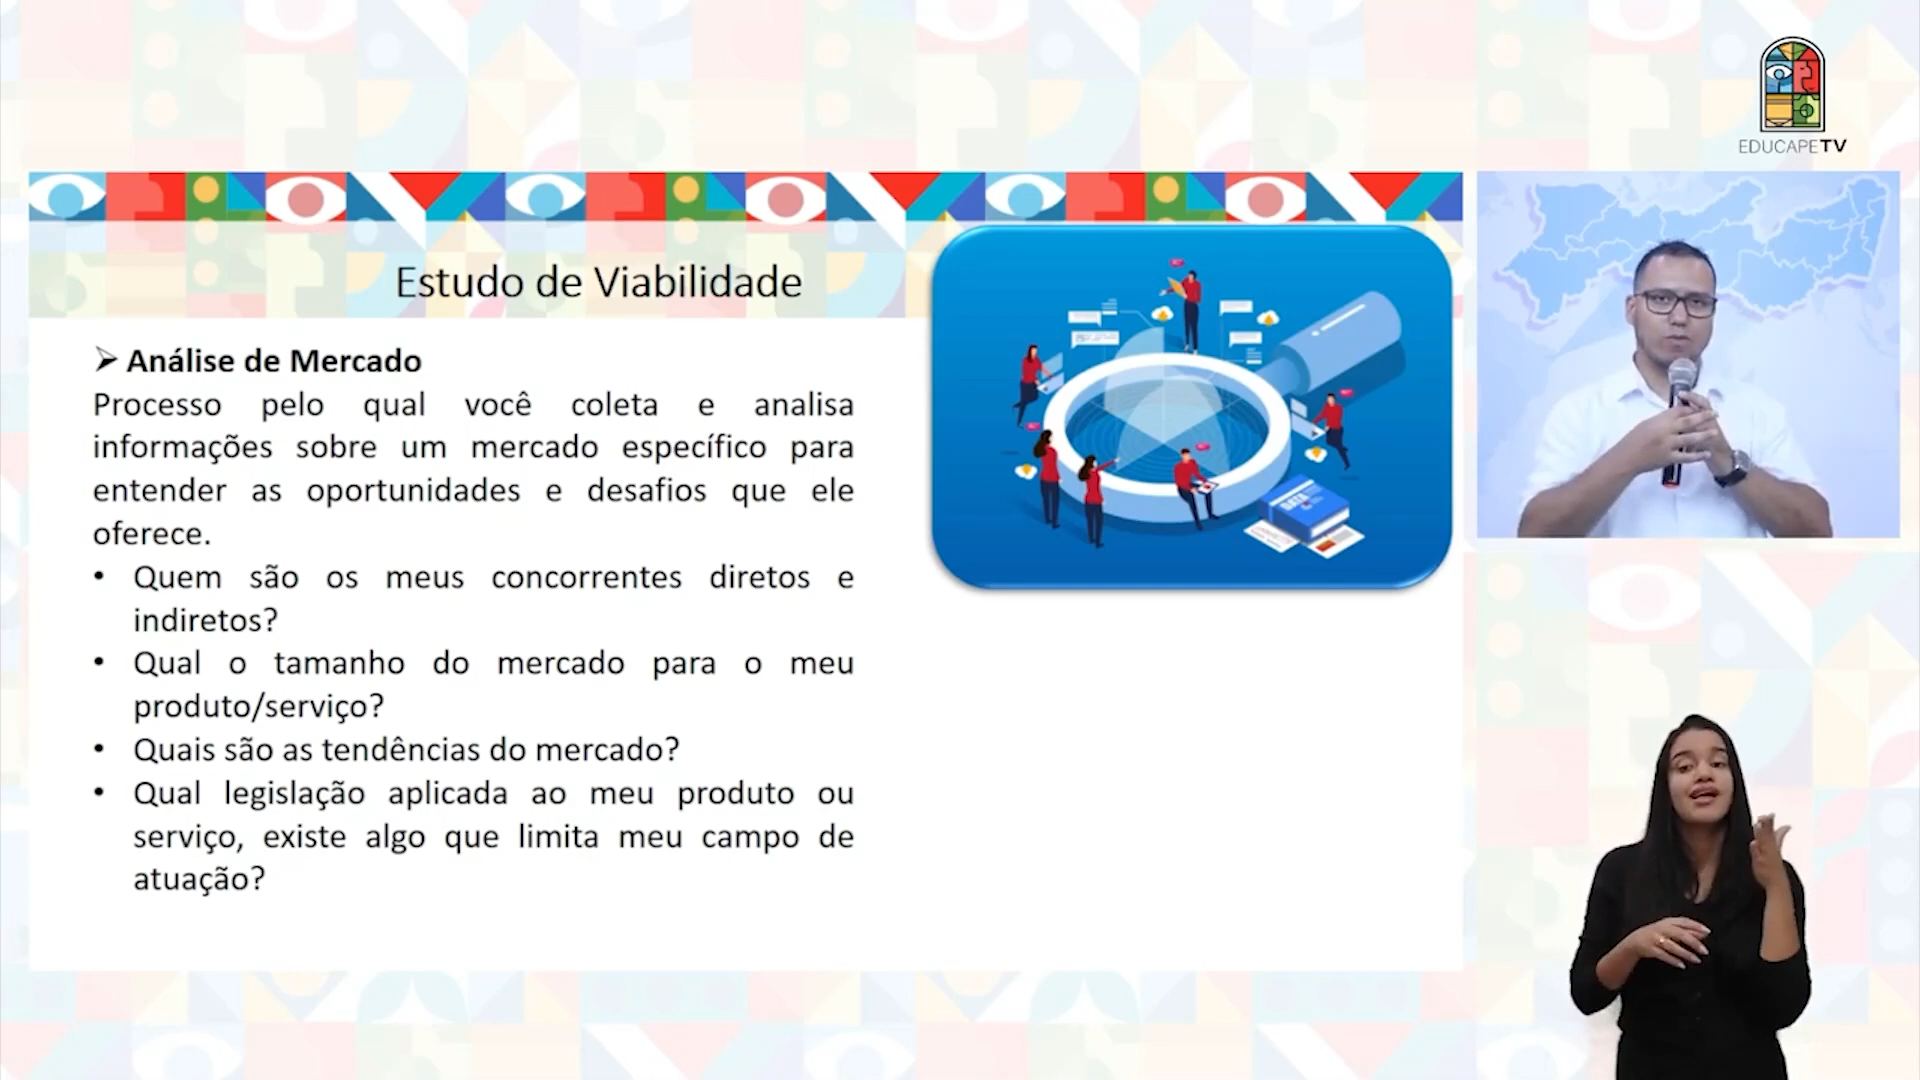 EDUCAPETV
Estudo de Viabilidade
➢ Análise de Mercado
Processo pelo qual você coleta e analisa
informações sobre um mercado específico para
entender as oportunidades e desafios que ele
oferece.
• Quem são os meus concorrentes diretos e
indiretos?
• Qual o tamanho do mercado para o meu
produto/serviço?
• Quais são as tendências do mercado?
• Qual legislação aplicada ao meu produto ou
serviço, existe algo que limita meu campo de
atuação?
DATA